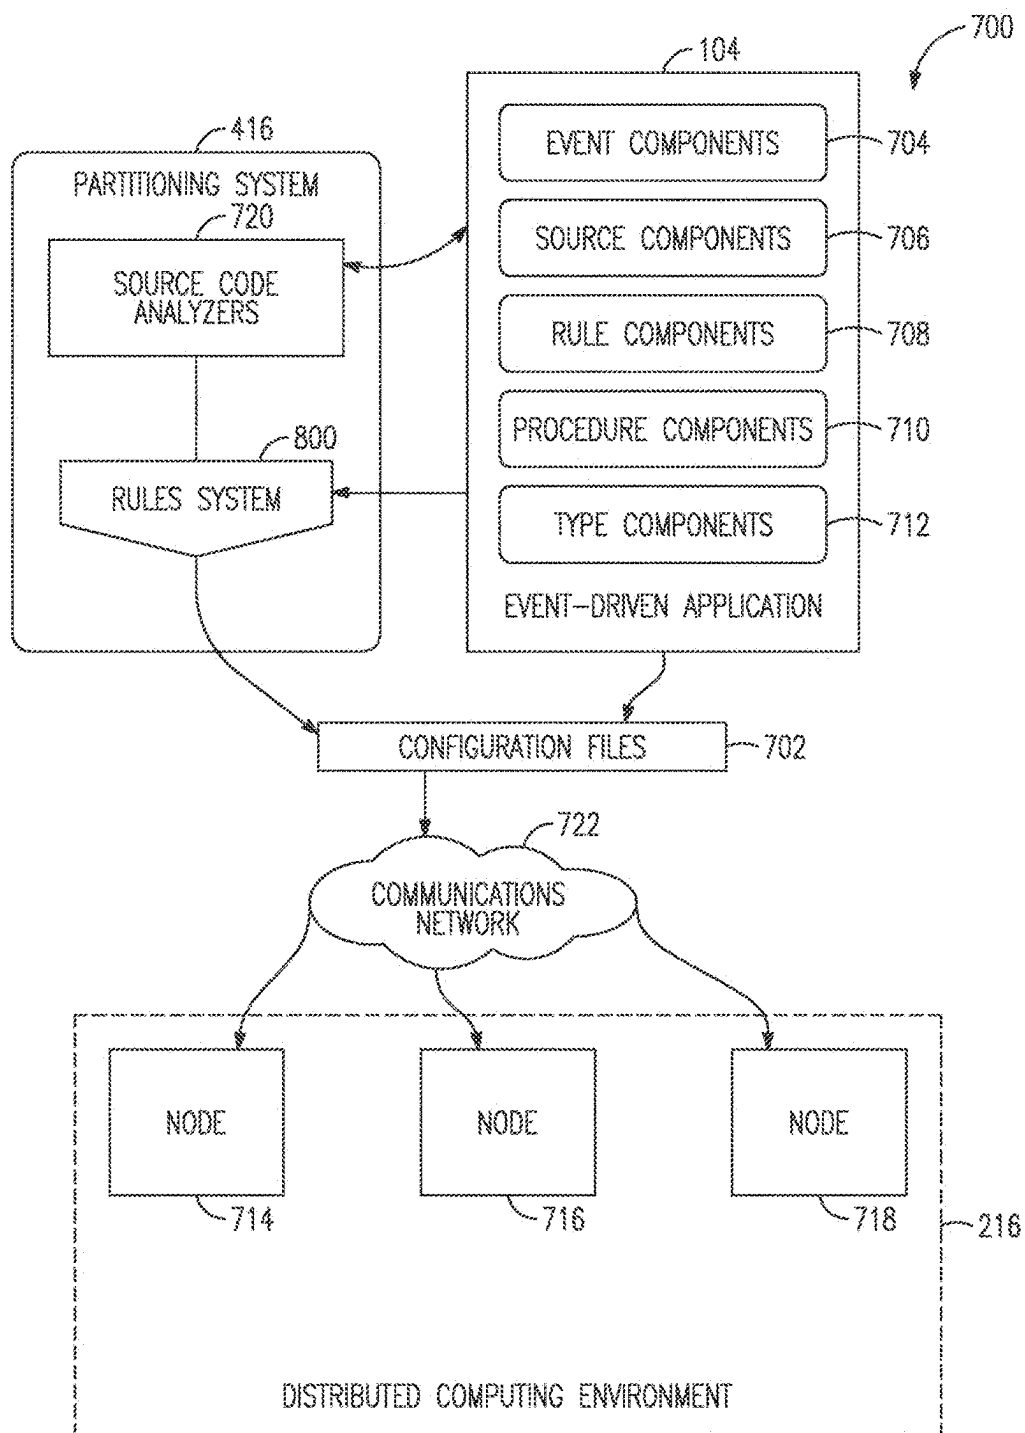 700
104
416
PARTITIONING SYSTEM
720
SOURCE CODE
ANALYZERS
800
RULES SYSTEM
EVENT COMPONENTS
704
SOURCE COMPONENTS
706
RULE COMPONENTS
708
PROCEDURE COMPONENTS
710
TYPE COMPONENTS
712
EVENT-DRIVEN APPLICATION
CONFIGURATION FILES
702
722
COMMUNICATIONS
NETWORK
NODE
NODE
NODE
714
716
718
216
DISTRIBUTED COMPUTING ENVIRONMENT